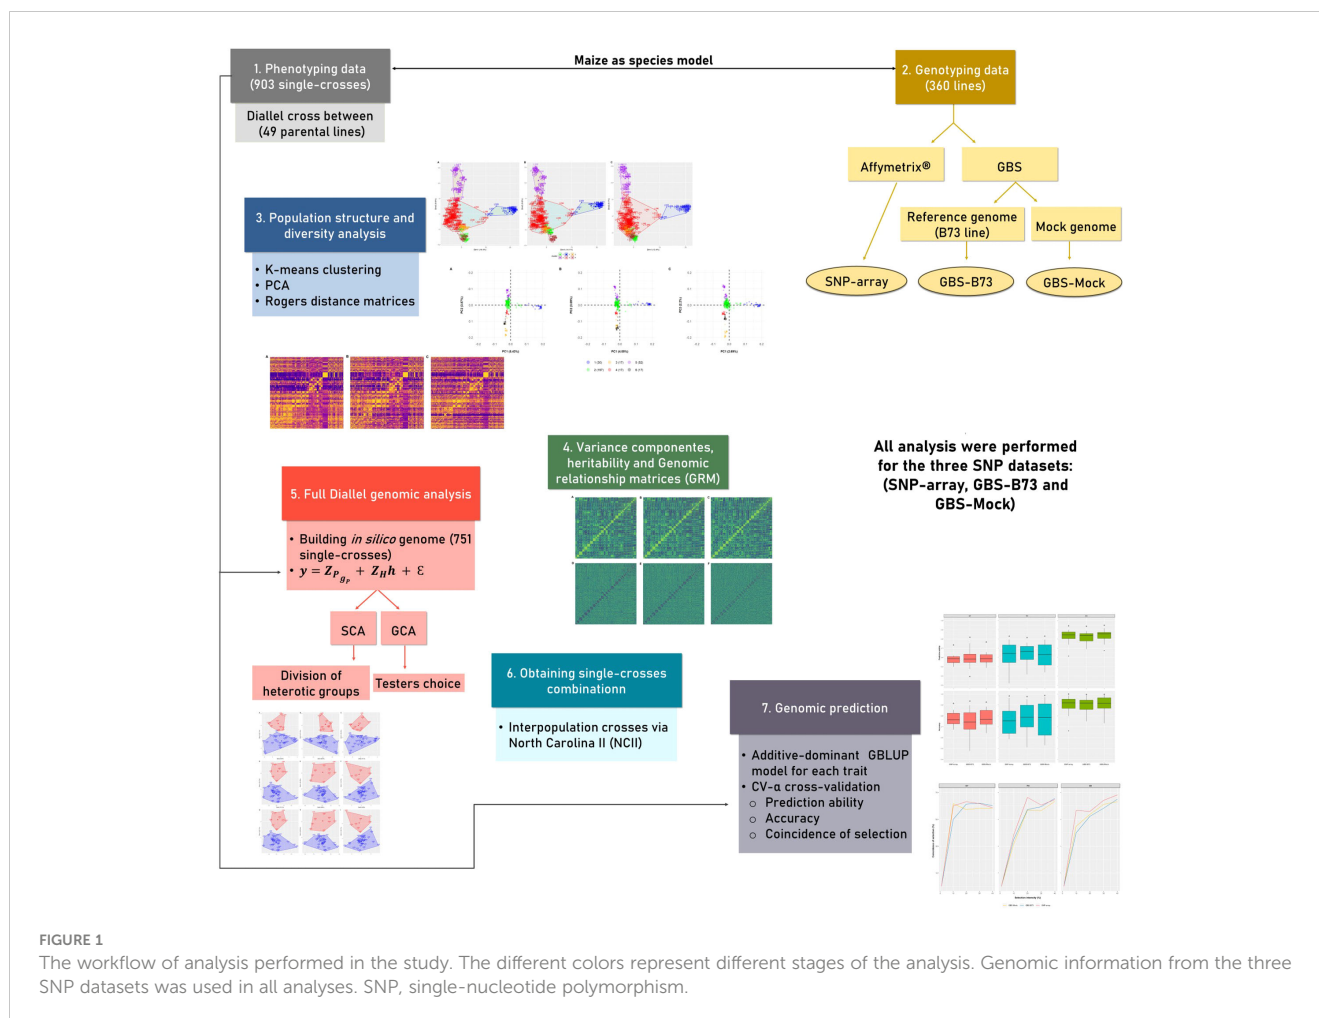 1. Phenotyping data
(903 single-crosses)
Diallel cross between
(49 parental lines)
Maize as species model
2. Genotyping data
(360 lines)
Affymetrix®
GBS
Reference genome
(B73 line)
Mock genome
SNP-array
GBS-B73
GBS-Mock
3. Population structure and
diversity analysis
• K-means clustering
• PCA
• Rogers distance matrices
4. Variance componentes,
heritability and Genomic
relationship matrices (GRM)
All analysis were performed
for the three SNP datasets:
(SNP-array, GBS-B73 and
GBS-Mock)
5. Full Diallel genomic analysis
• Building in silico genome (751
single-crosses)
• y = Z_P g_P + Z_H h + Ɛ
SCA
GCA
Division of
heterotic groups
Testers choice
6. Obtaining single-crosses
combinationn
• Interpopulation crosses via
North Carolina II (NCII)
7. Genomic prediction
• Additive-dominant GBLUP
model for each trait
• CV-α cross-validation
○ Prediction ability
○ Accuracy
○ Coincidence of selection
FIGURE 1
The workflow of analysis performed in the study. The different colors represent different stages of the analysis. Genomic information from the three
SNP datasets was used in all analyses. SNP, single-nucleotide polymorphism.